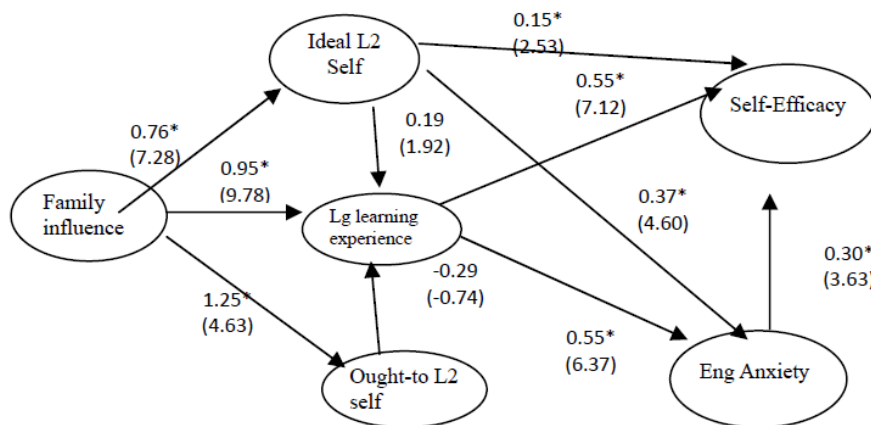 Ideal L2
Self
0.15*
(2.53)
0.55*
(7.12)
Self-Efficacy
0.76*
(7.28)
0.19
(1.92)
0.95*
(9.78)
Family
influence
Lg learning
experience
0.37*
(4.60)
-0.29
(-0.74)
0.30*
(3.63)
1.25*
(4.63)
0.55*
(6.37)
Ought-to L2
self
Eng Anxiety